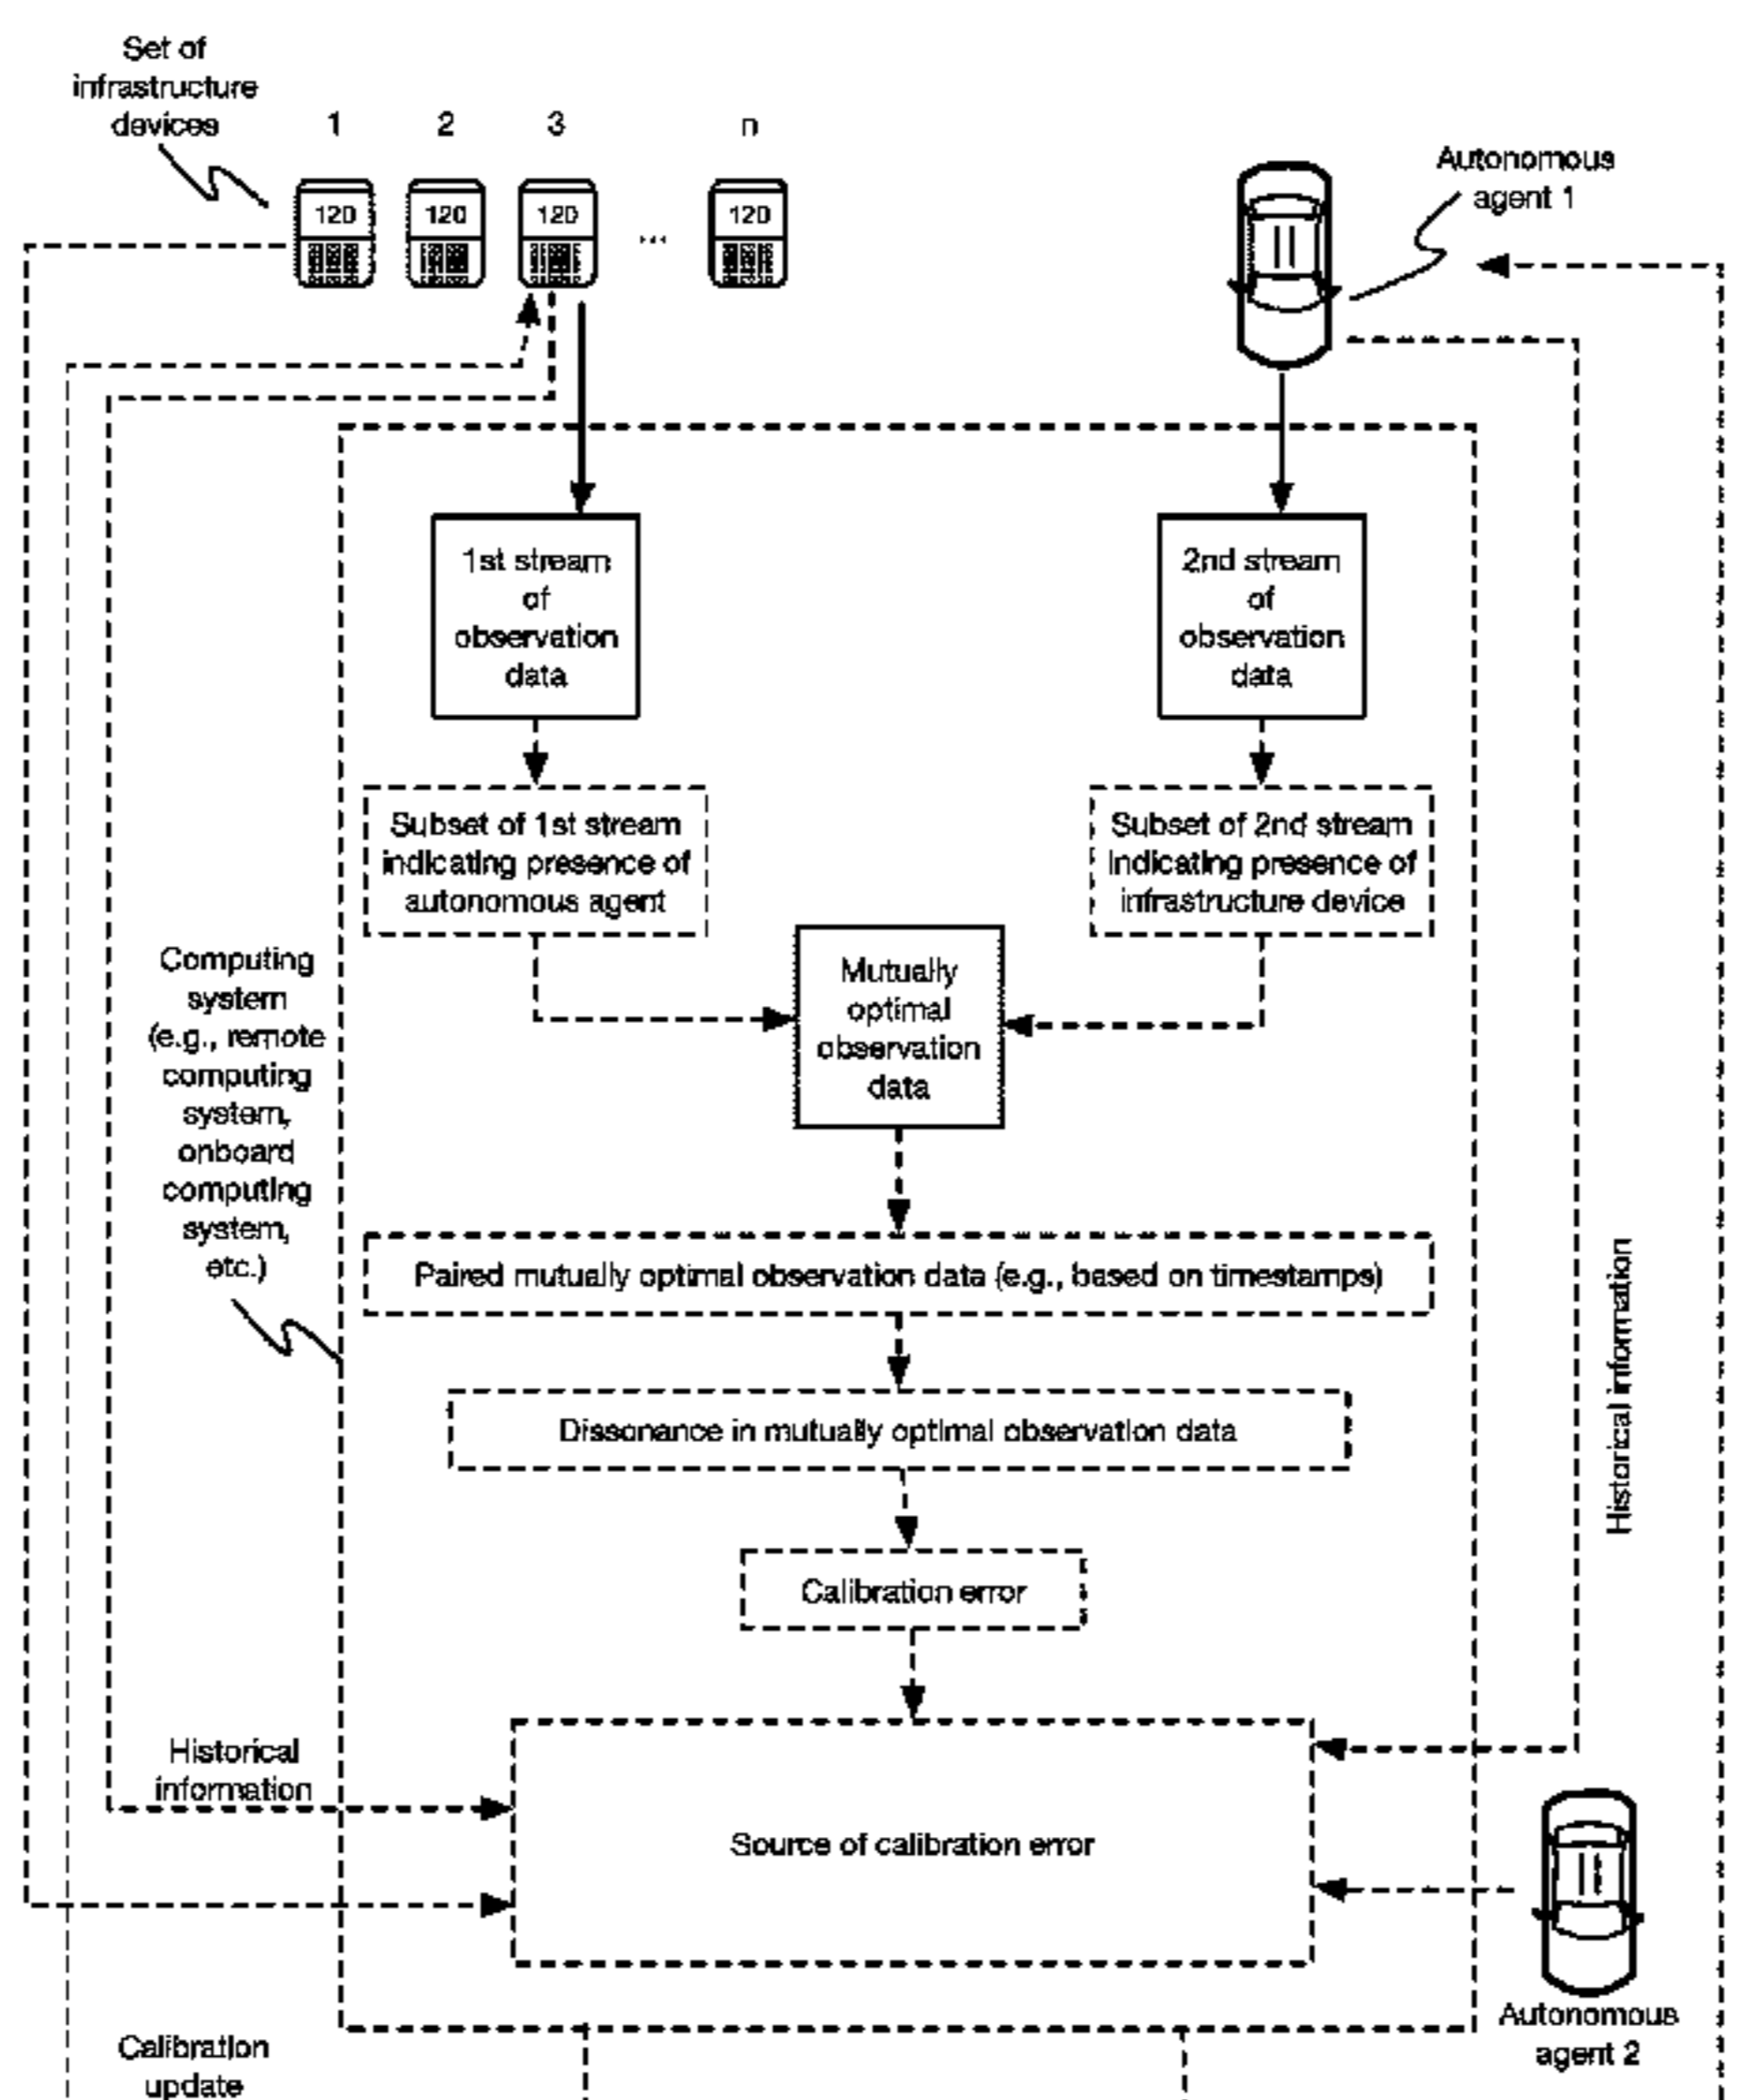 Set of
infrastructure
devices
1 2 3 n
120 120 120 ... 120
Autonomous
agent 1
1st stream
of
observation
data
2nd stream
of
observation
data
Subset of 1st stream
indicating presence of
autonomous agent
Subset of 2nd stream
indicating presence of
infrastructure device
Mutually
optimal
observation
data
Computing
system
(e.g., remote
computing
system,
onboard
computing
system,
etc.)
Paired mutually optimal observation data (e.g., based on timestamps)
Dissonance in mutually optimal observation data
Calibration error
Historical information
Historical
information
Source of calibration error
Autonomous
agent 2
Calibration
update